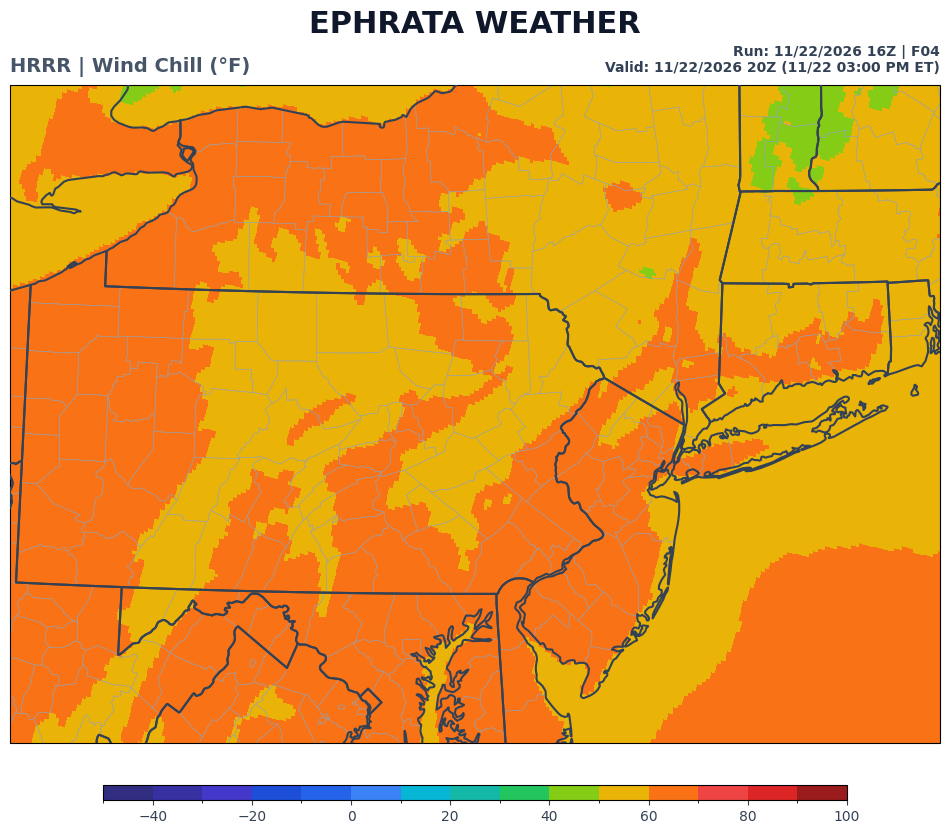 EPHRATA WEATHER
HRRR | Wind Chill (°F)
Run: 11/22/2026 16Z | F04
Valid: 11/22/2026 20Z (11/22 03:00 PM ET)
−40 −20 0 20 40 60 80 100